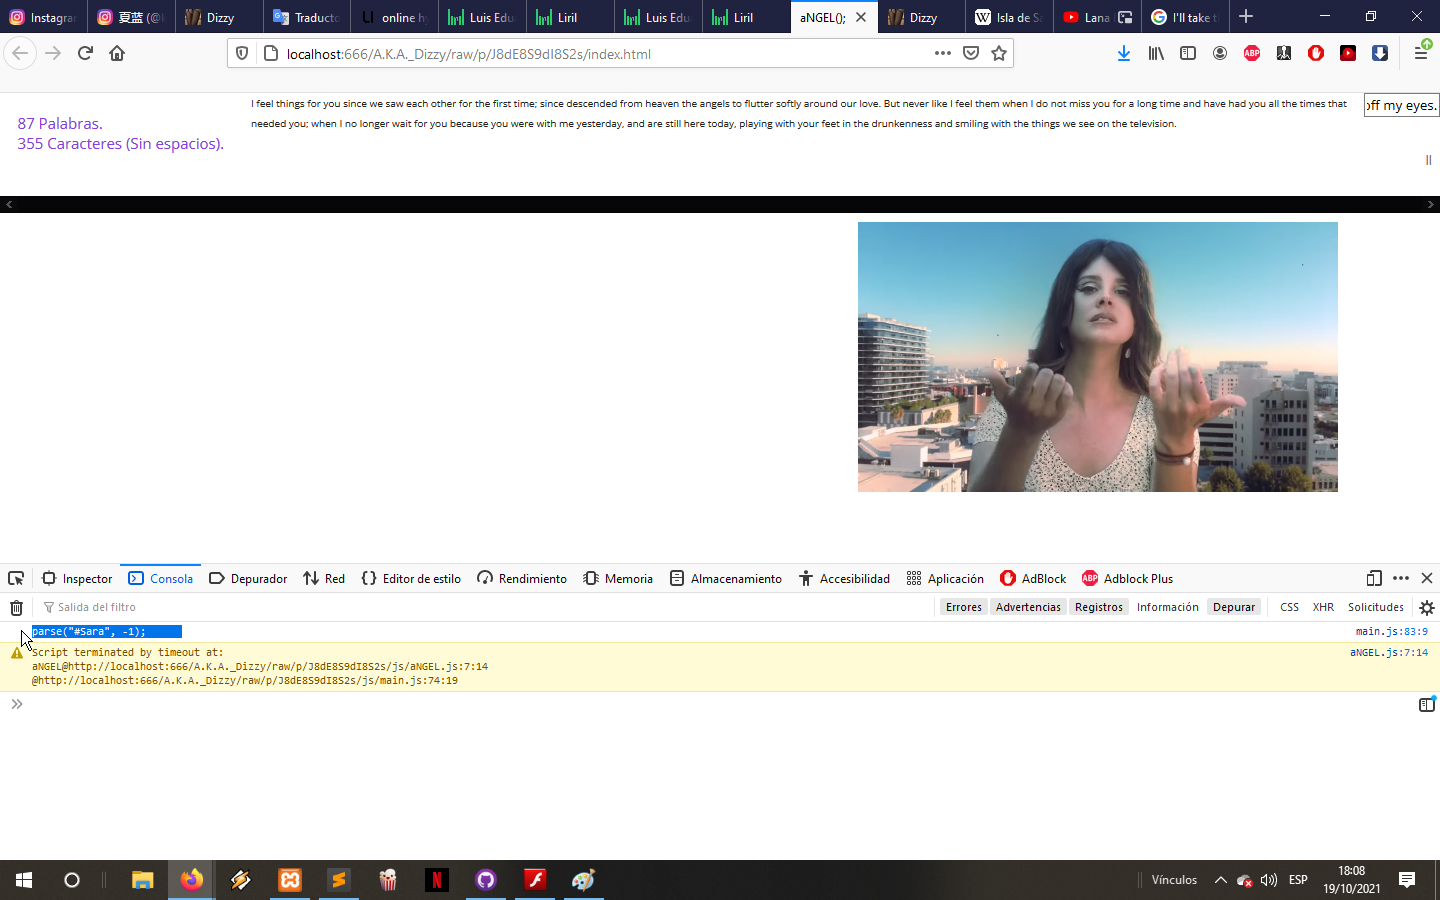 Instagram
夏蓝 (@
Dizzy
Traducto
LI online h
Luis Edu
Liril
Luis Edu
Liril
aNGEL();
Dizzy
Isla de S
Lana
I'll take t
localhost:666/A.K.A._Dizzy/raw/p/J8dE8S9dI8S2s/index.html
ABP
87 Palabras.
355 Caracteres (Sin espacios).
I feel things for you since we saw each other for the first time; since descended from heaven the angels to flutter softly around our love. But never like I feel them when I do not miss you for a long time and have had you all the times that
needed you; when I no longer wait for you because you were with me yesterday, and are still here today, playing with your feet in the drunkenness and smiling with the things we see on the television.
off my eyes.
||
Inspector
Consola
Depurador
Red
Editor de estilo
Rendimiento
Memoria
Almacenamiento
Accesibilidad
Aplicación
AdBlock
ABP Adblock Plus
Salida del filtro
Errores
Advertencias
Registros
Información
Depurar
CSS
XHR
Solicitudes
parse("#Sara", -1);
main.js:83:9
Script terminated by timeout at:
aNGEL.js:7:14
aNGEL@http://localhost:666/A.K.A._Dizzy/raw/p/J8dE8S9dI8S2s/js/aNGEL.js:7:14
@http://localhost:666/A.K.A._Dizzy/raw/p/J8dE8S9dI8S2s/js/main.js:74:19
Vínculos
ESP
18:08
19/10/2021